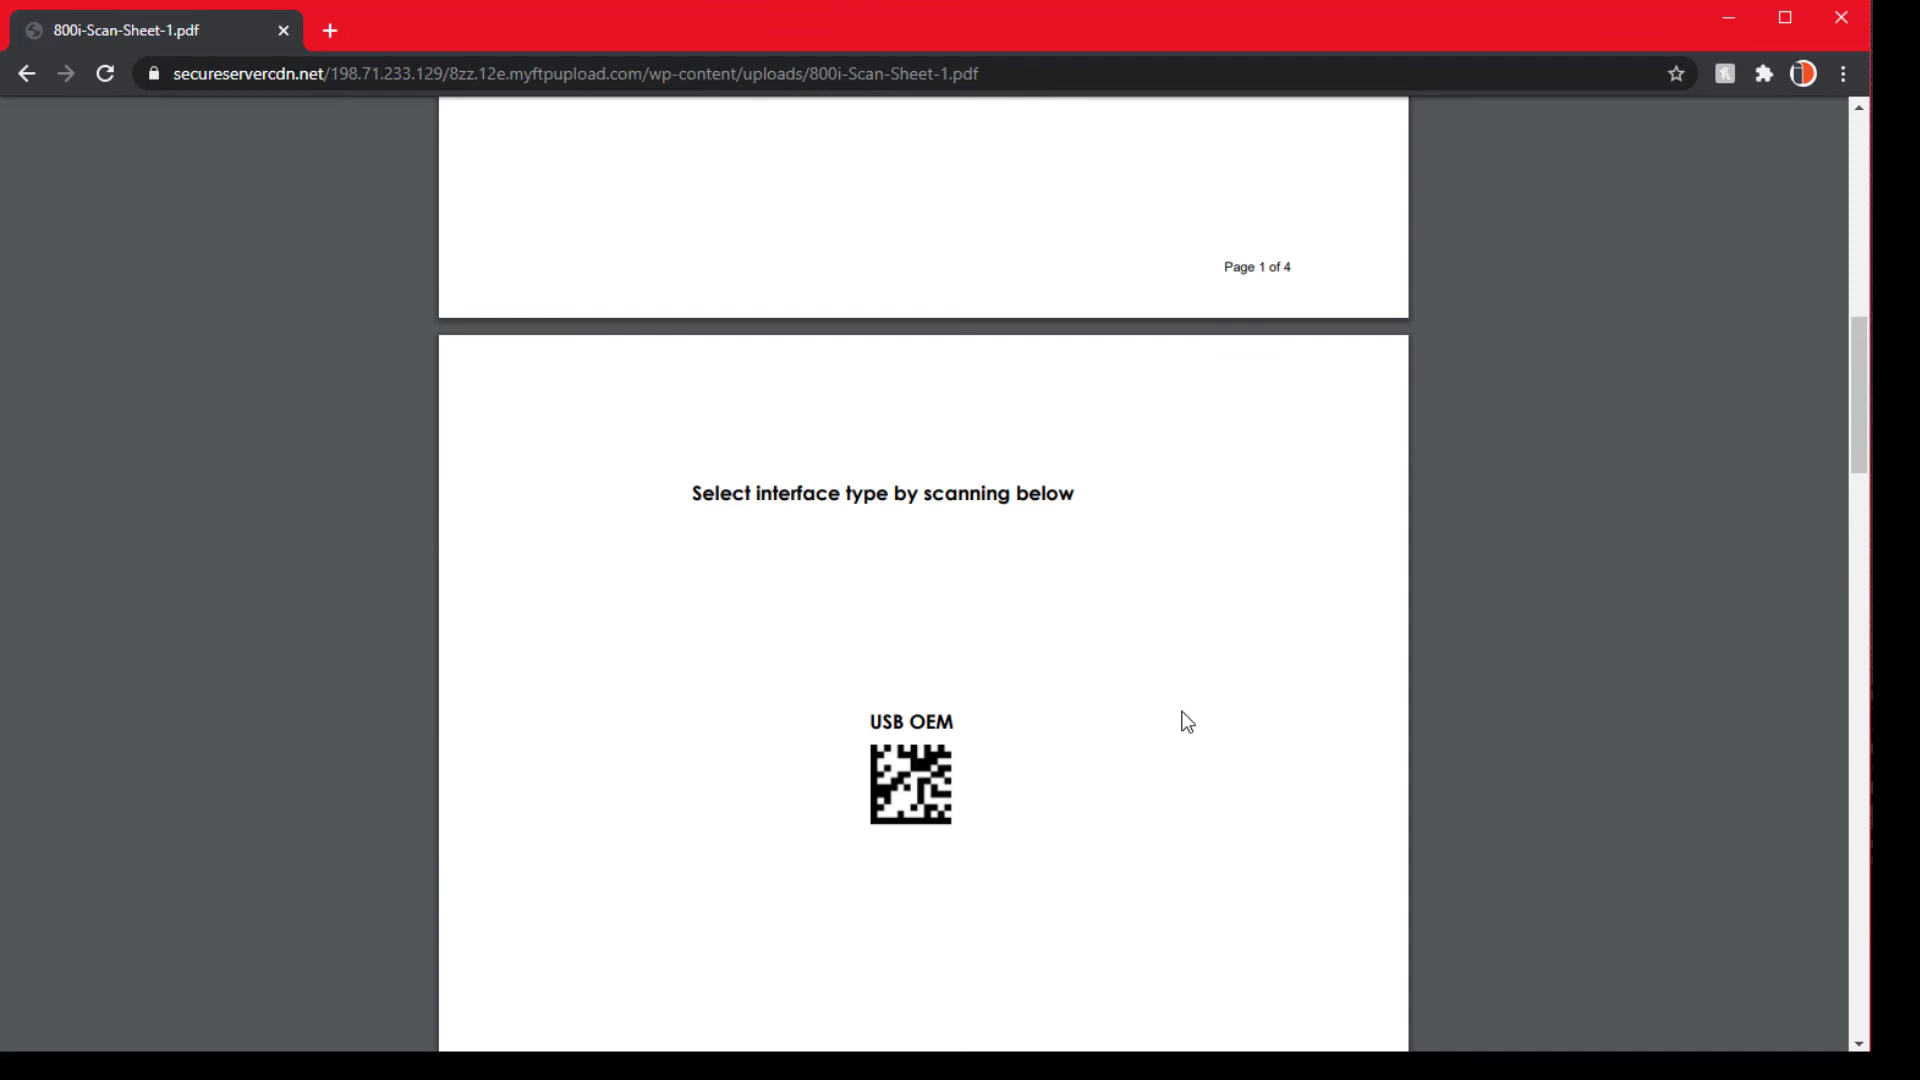 800i-Scan-Sheet-1.pdf
secureservercdn.net/198.71.233.129/8zz.12e.myftpupload.com/wp-content/uploads/800i-Scan-Sheet-1.pdf
Page 1 of 4
Select interface type by scanning below
USB OEM